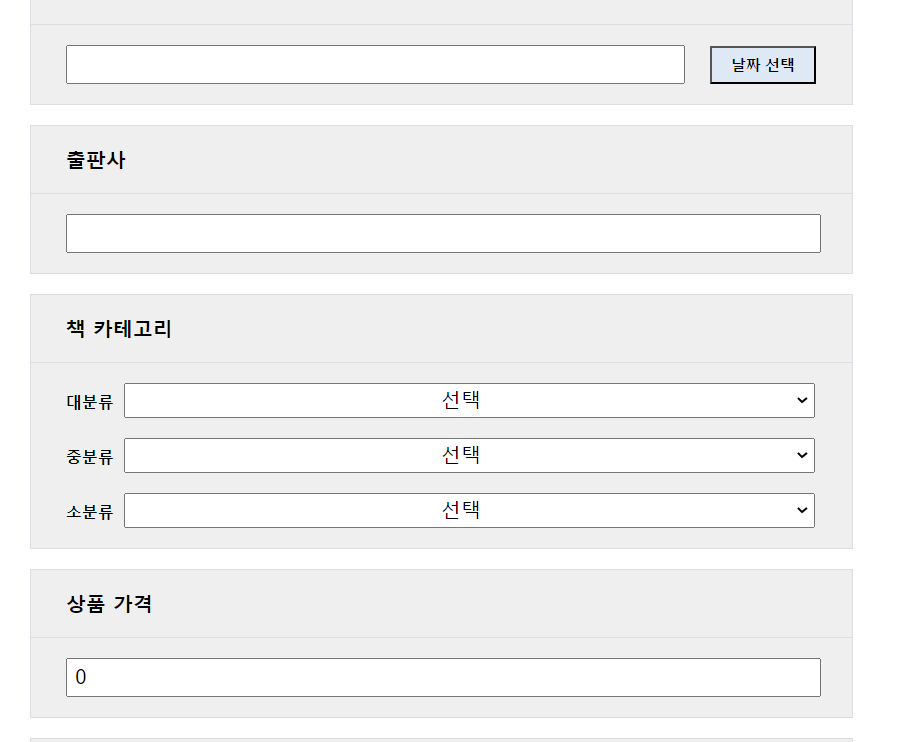 날짜 선택
출판사
책 카테고리
대분류 선택
중분류 선택
소분류 선택
상품 가격
0